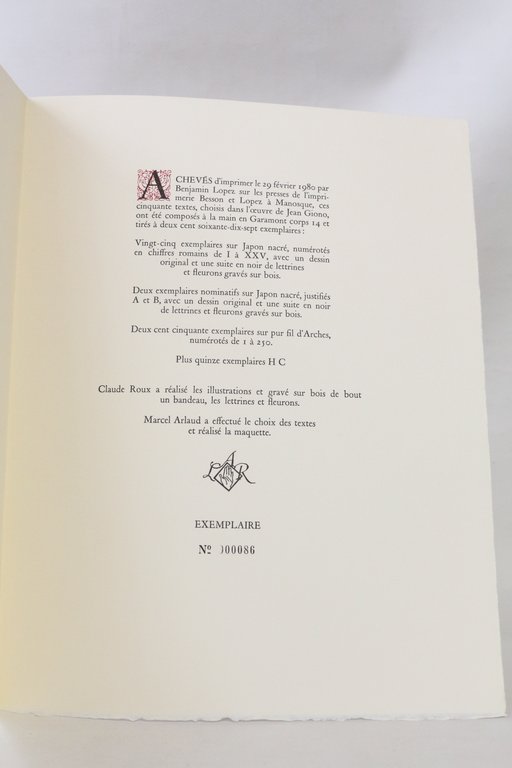 ACHEVÉS d'imprimer le 29 février 1980 par
Benjamin Lopez sur les presses de l'impri-
merie Besson et Lopez à Manosque, ces
cinquante textes, choisis dans l'œuvre de Jean Giono,
ont été composés à la main en Garamont corps 14 et
tirés à deux cent soixante-dix-sept exemplaires :
Vingt-cinq exemplaires sur Japon nacré, numérotés
en chiffres romains de I à XXV, avec un dessin
original et une suite en noir de lettrines
et fleurons gravés sur bois.
Deux exemplaires nominatifs sur Japon nacré, justifiés
A et B, avec un dessin original et une suite en noir
de lettrines et fleurons gravés sur bois.
Deux cent cinquante exemplaires sur pur fil d'Arches,
numérotés de 1 à 250.
Plus quinze exemplaires H C
Claude Roux a réalisé les illustrations et gravé sur bois de bout
un bandeau, les lettrines et fleurons.
Marcel Arlaud a effectué le choix des textes
et réalisé la maquette.
L A R
EXEMPLAIRE
Nº 000086